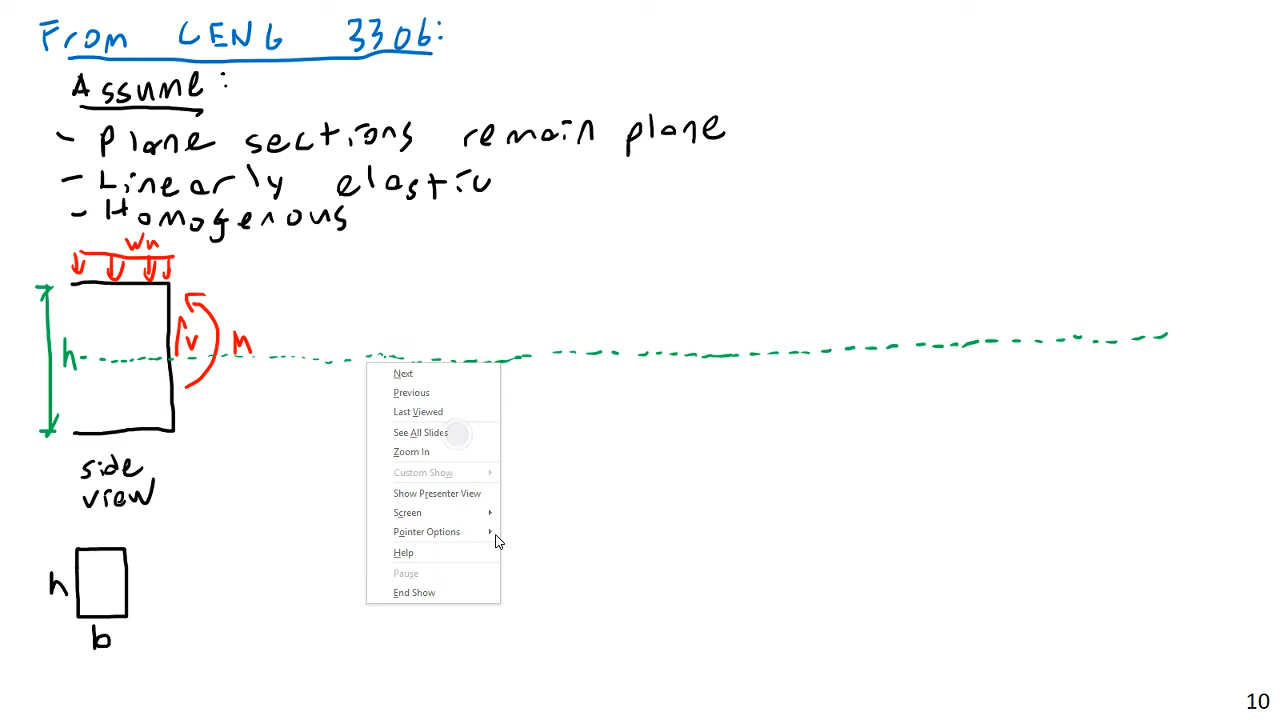 From CENG 3306:
Assume:
- Plane sections remain plane
- Linearly elastic
- Homogenous
Wn
h
V
M
side
view
h
b
Next
Previous
Last Viewed
See All Slides
Zoom In
Custom Show
Show Presenter View
Screen
Pointer Options
Help
Pause
End Show
10